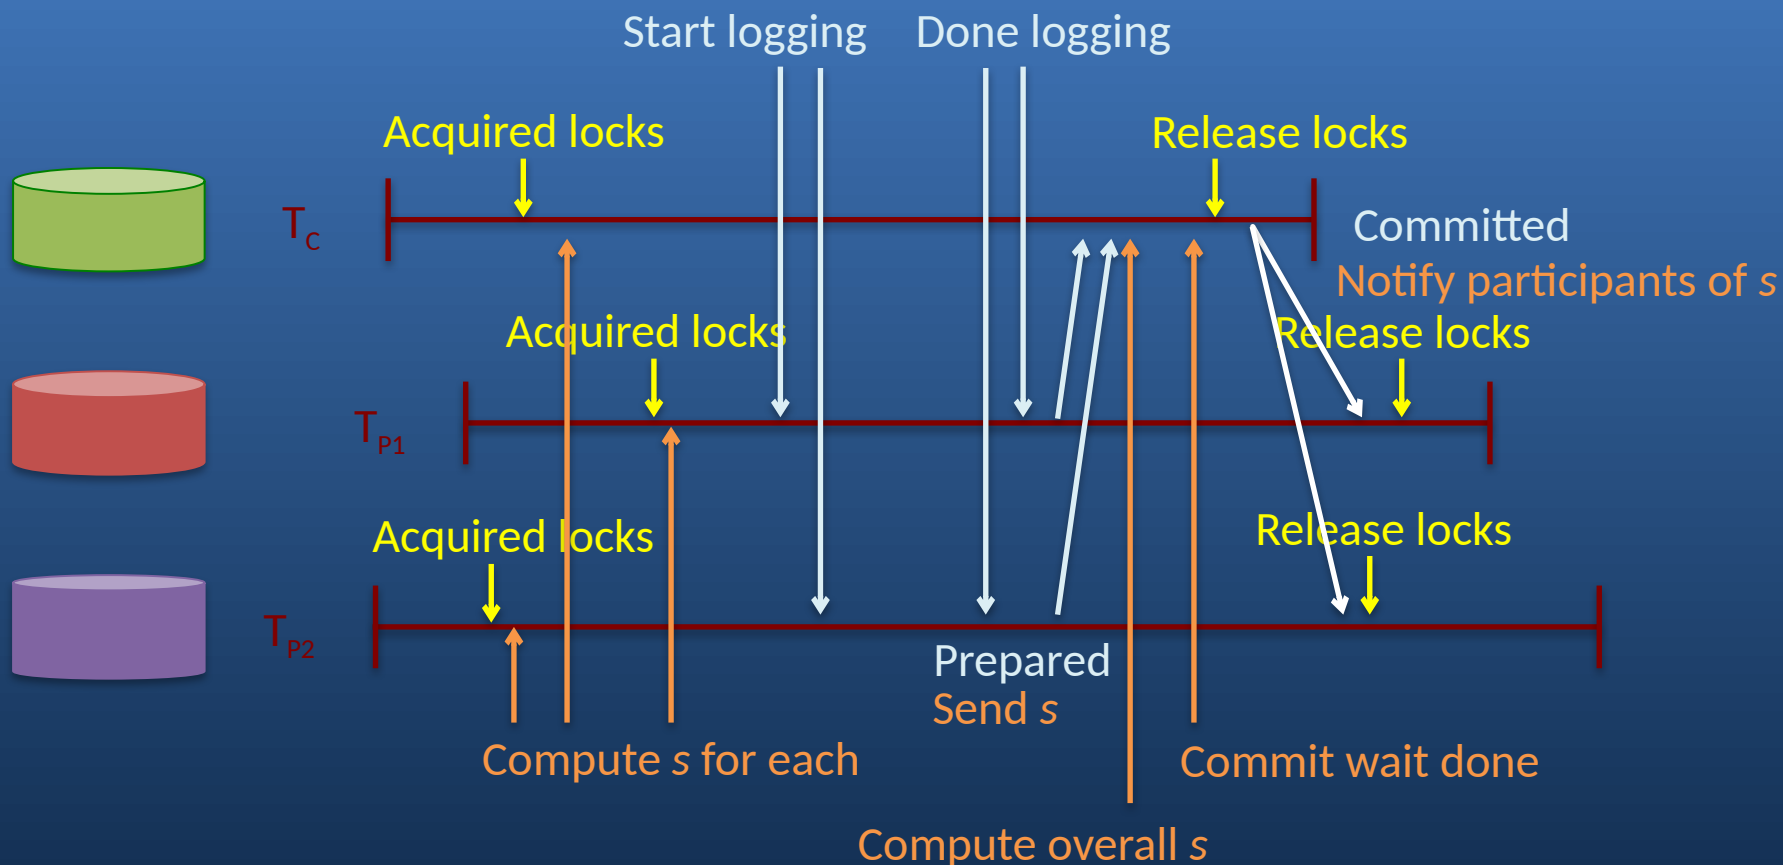 Start logging
Done logging
Acquired locks
Release locks
TC
Committed
Notify participants of s
Acquired locks
Release locks
TP1
Acquired locks
Release locks
TP2
Prepared
Send s
Compute s for each
Commit wait done
Compute overall s